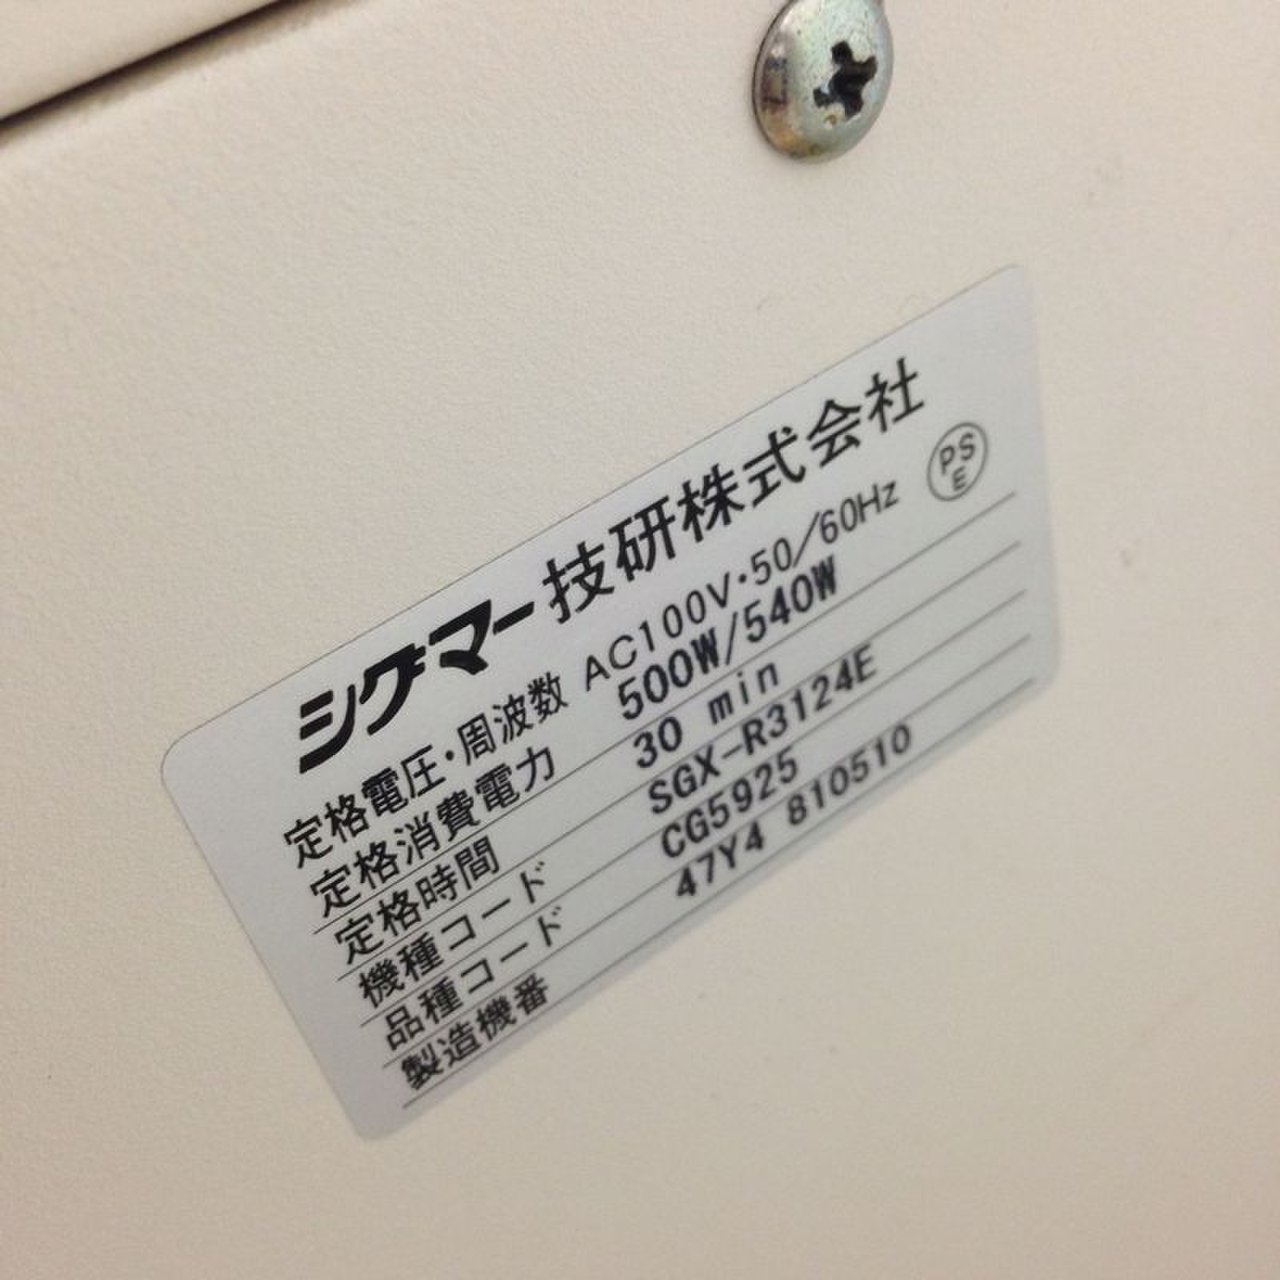 シグマー技研株式会社
定格電圧・周波数 AC100V・50/60Hz PSE
定格消費電力 500W/540W
定格時間 30 min
機種コード SGX-R3124E
品種コード CG5925
製造機番 47Y4 810510